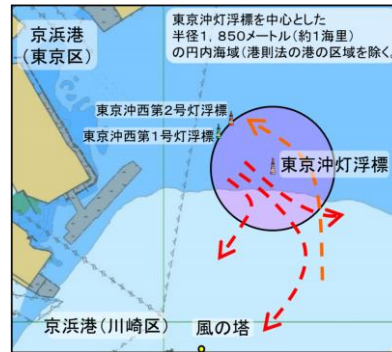 東京沖灯浮標を中心とした
半径1,850メートル(約1海里)
の円内海域(港則法の港の区域を除く。
京浜港
(東京区)
東京沖西第2号灯浮標
東京沖西第1号灯浮標
東京沖灯浮標
京浜港(川崎区)
風の塔